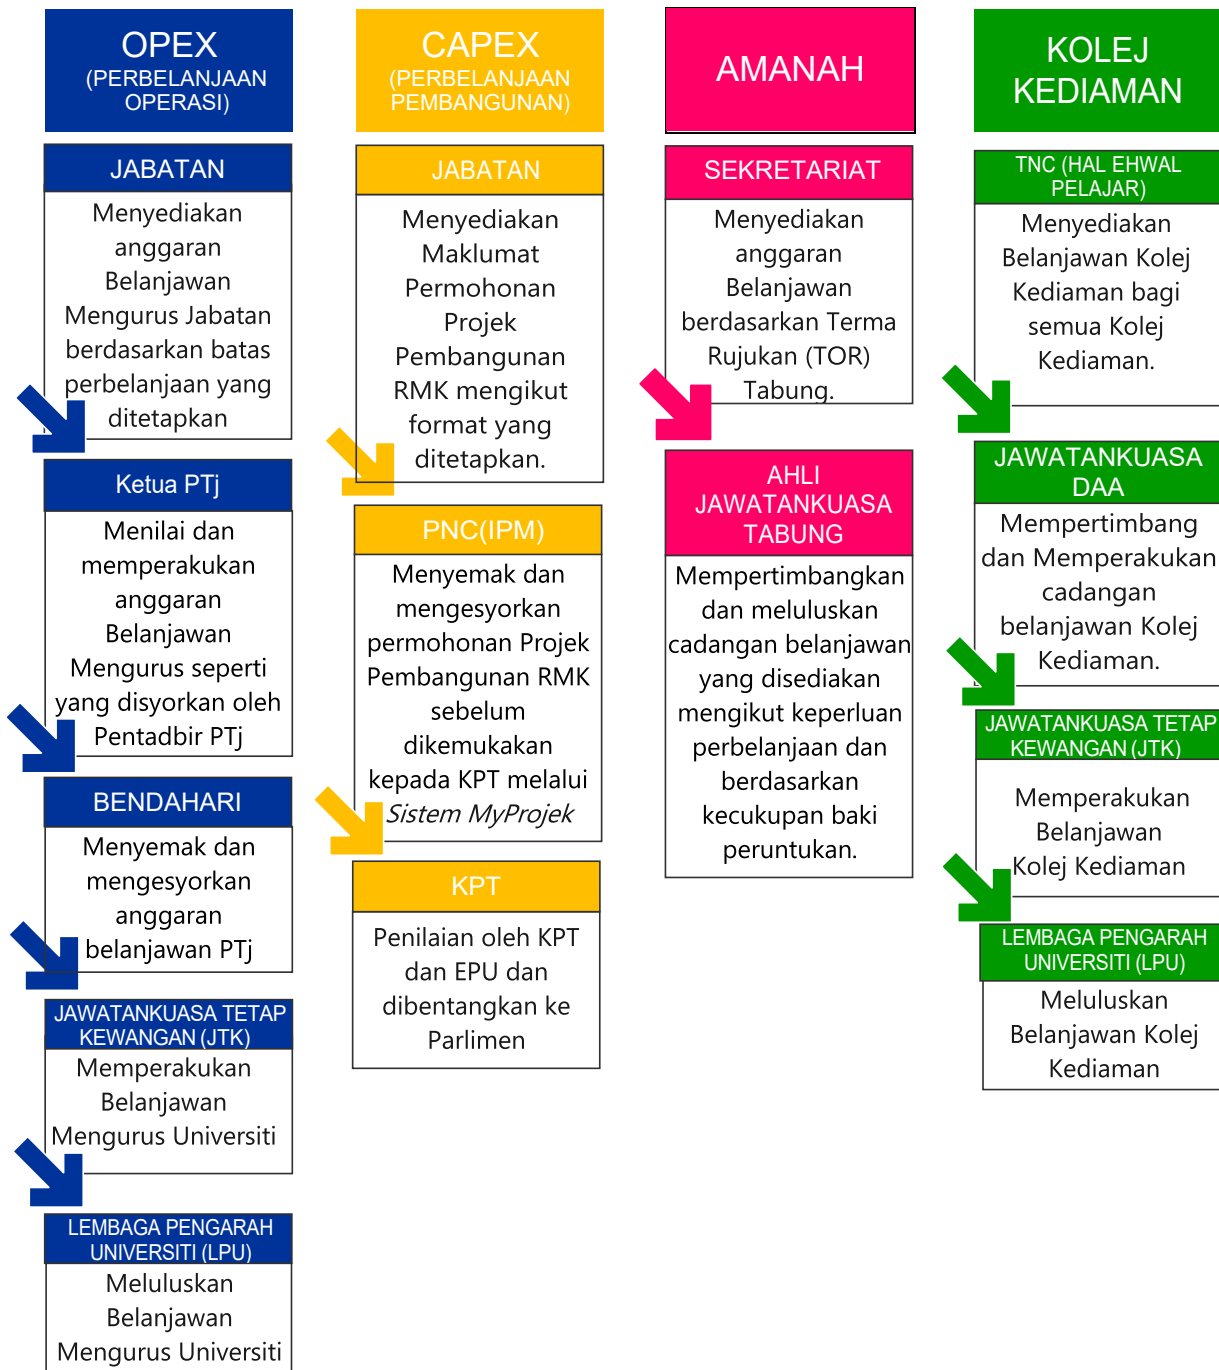 OPEX
(PERBELANJAAN
OPERASI)
JABATAN
Menyediakan
anggaran
Belanjawan
Mengurus Jabatan
berdasarkan batas
perbelanjaan yang
ditetapkan
Ketua PTj
Menilai dan
memperakukan
anggaran
Belanjawan
Mengurus seperti
yang disyorkan oleh
Pentadbir PTj
BENDAHARI
Menyemak dan
mengesyorkan
anggaran
belanjawan PTj
JAWATANKUASA TETAP
KEWANGAN (JTK)
Memperakukan
Belanjawan
Mengurus Universiti
LEMBAGA PENGARAH
UNIVERSITI (LPU)
Meluluskan
Belanjawan
Mengurus Universiti
CAPEX
(PERBELANJAAN
PEMBANGUNAN)
JABATAN
Menyediakan
Maklumat
Permohonan
Projek
Pembangunan
RMK mengikut
format yang
ditetapkan.
PNC(IPM)
Menyemak dan
mengesyorkan
permohonan Projek
Pembangunan RMK
sebelum
dikemukakan
kepada KPT melalui
Sistem MyProjek
KPT
Penilaian oleh KPT
dan EPU dan
dibentangkan ke
Parlimen
AMANAH
SEKRETARIAT
Menyediakan
anggaran
Belanjawan
berdasarkan Terma
Rujukan (TOR)
Tabung.
AHLI
JAWATANKUASA
TABUNG
Mempertimbangkan
dan meluluskan
cadangan belanjawan
yang disediakan
mengikut keperluan
perbelanjaan dan
berdasarkan
kecukupan baki
peruntukan.
KOLEJ
KEDIAMAN
TNC (HAL EHWAL
PELAJAR)
Menyediakan
Belanjawan Kolej
Kediaman bagi
semua Kolej
Kediaman.
JAWATANKUASA
DAA
Mempertimbang
dan Memperakukan
cadangan
belanjawan Kolej
Kediaman.
JAWATANKUASA TETAP
KEWANGAN (JTK)
Memperakukan
Belanjawan
Kolej Kediaman
LEMBAGA PENGARAH
UNIVERSITI (LPU)
Meluluskan
Belanjawan Kolej
Kediaman